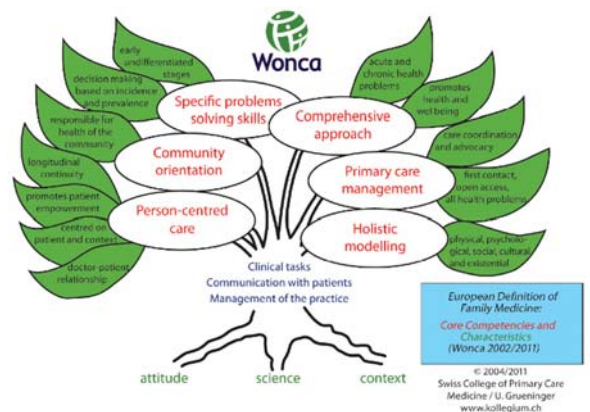 Wonca
early
undifferentiated
stages
decision making
based on incidence
and prevalence
responsible for
health of the
community
longitudinal
continuity
promotes patient
empowerment
centred on
patient and context
doctor patient
relationship
Specific problems
solving skills
Community
orientation
Person-centred
care
Comprehensive
approach
Primary care
management
Holistic
modelling
acute and
chronic health
problems
promotes
health and
wel being
care coordination
and advocacy
first contact,
open access,
all health problems
physical, psycholo-
gical, social, cultural
and existential
Clinical tasks
Communication with patients
Management of the practice
attitude
science
context
European Definition of
Family Medicine:
Core Competencies and
Characteristics
(Wonca 2002/2011)
© 2004/2011
Swiss College of Primary Care
Medicine / U. Grueninger
www.kollegium.ch